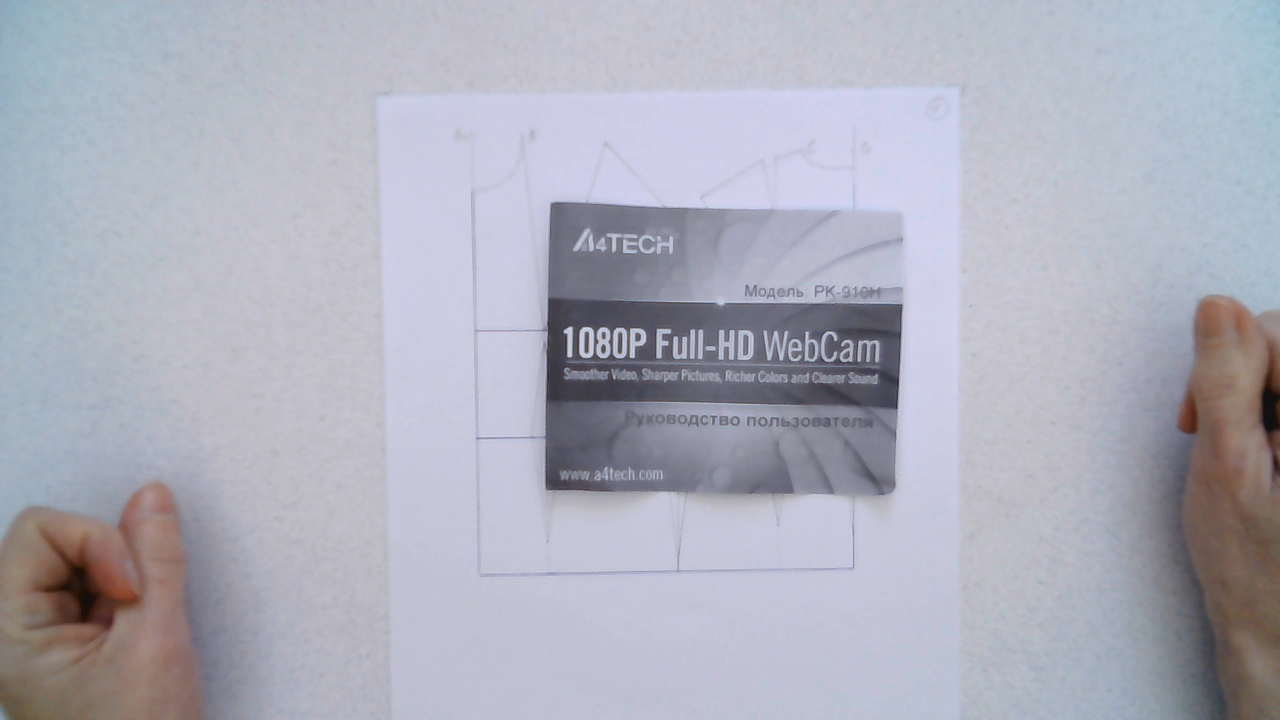 A4TECH
Модель PK-910H
1080P Full-HD WebCam
Smoother Video, Sharper Pictures, Richer Colors and Clearer Sound
Руководство пользователя
www.a4tech.com